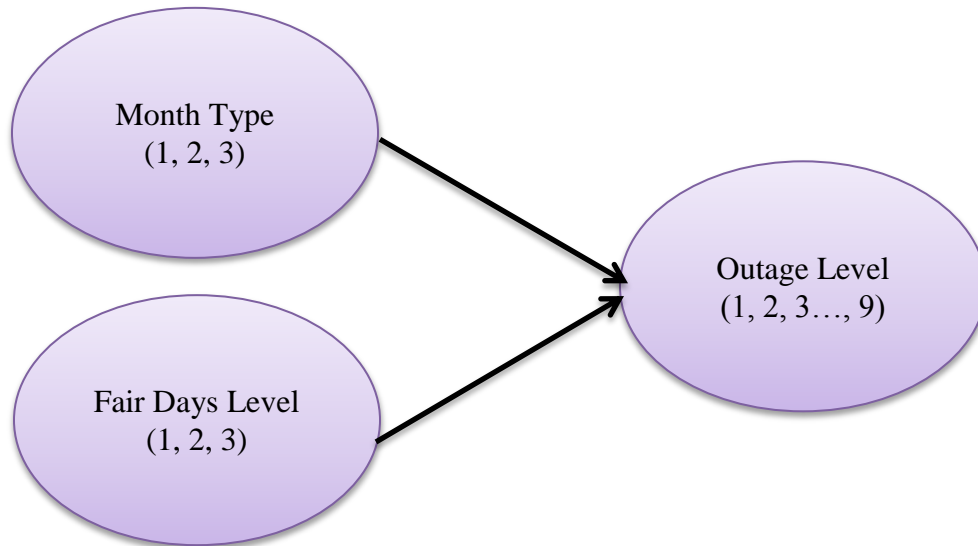 Month Type
(1, 2, 3)
Outage Level
(1, 2, 3…, 9)
Fair Days Level
(1, 2, 3)